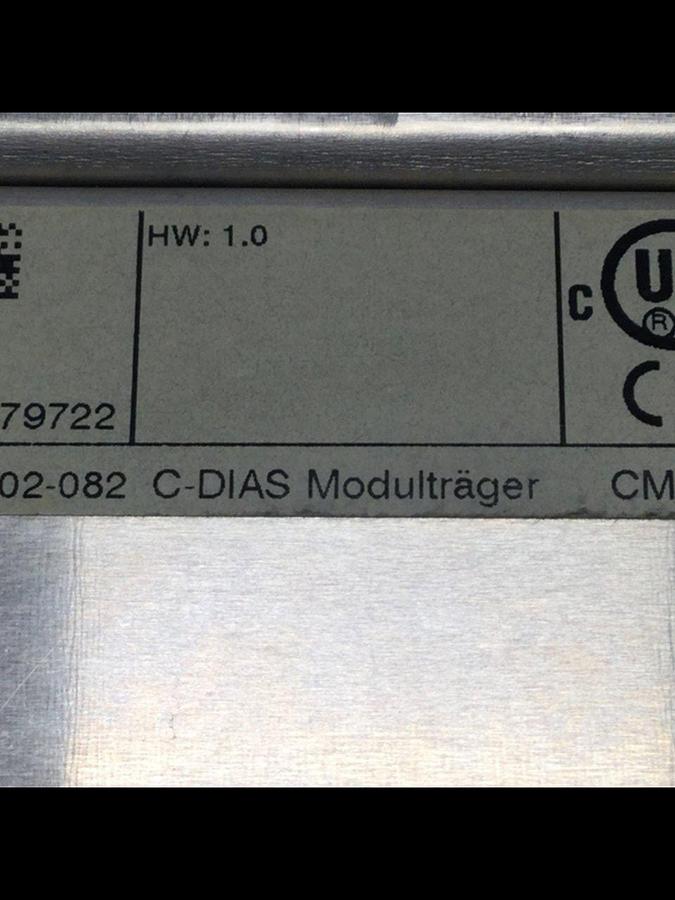 HW: 1.0
C
U
®
C
79722
02-082 C-DIAS Modulträger CM